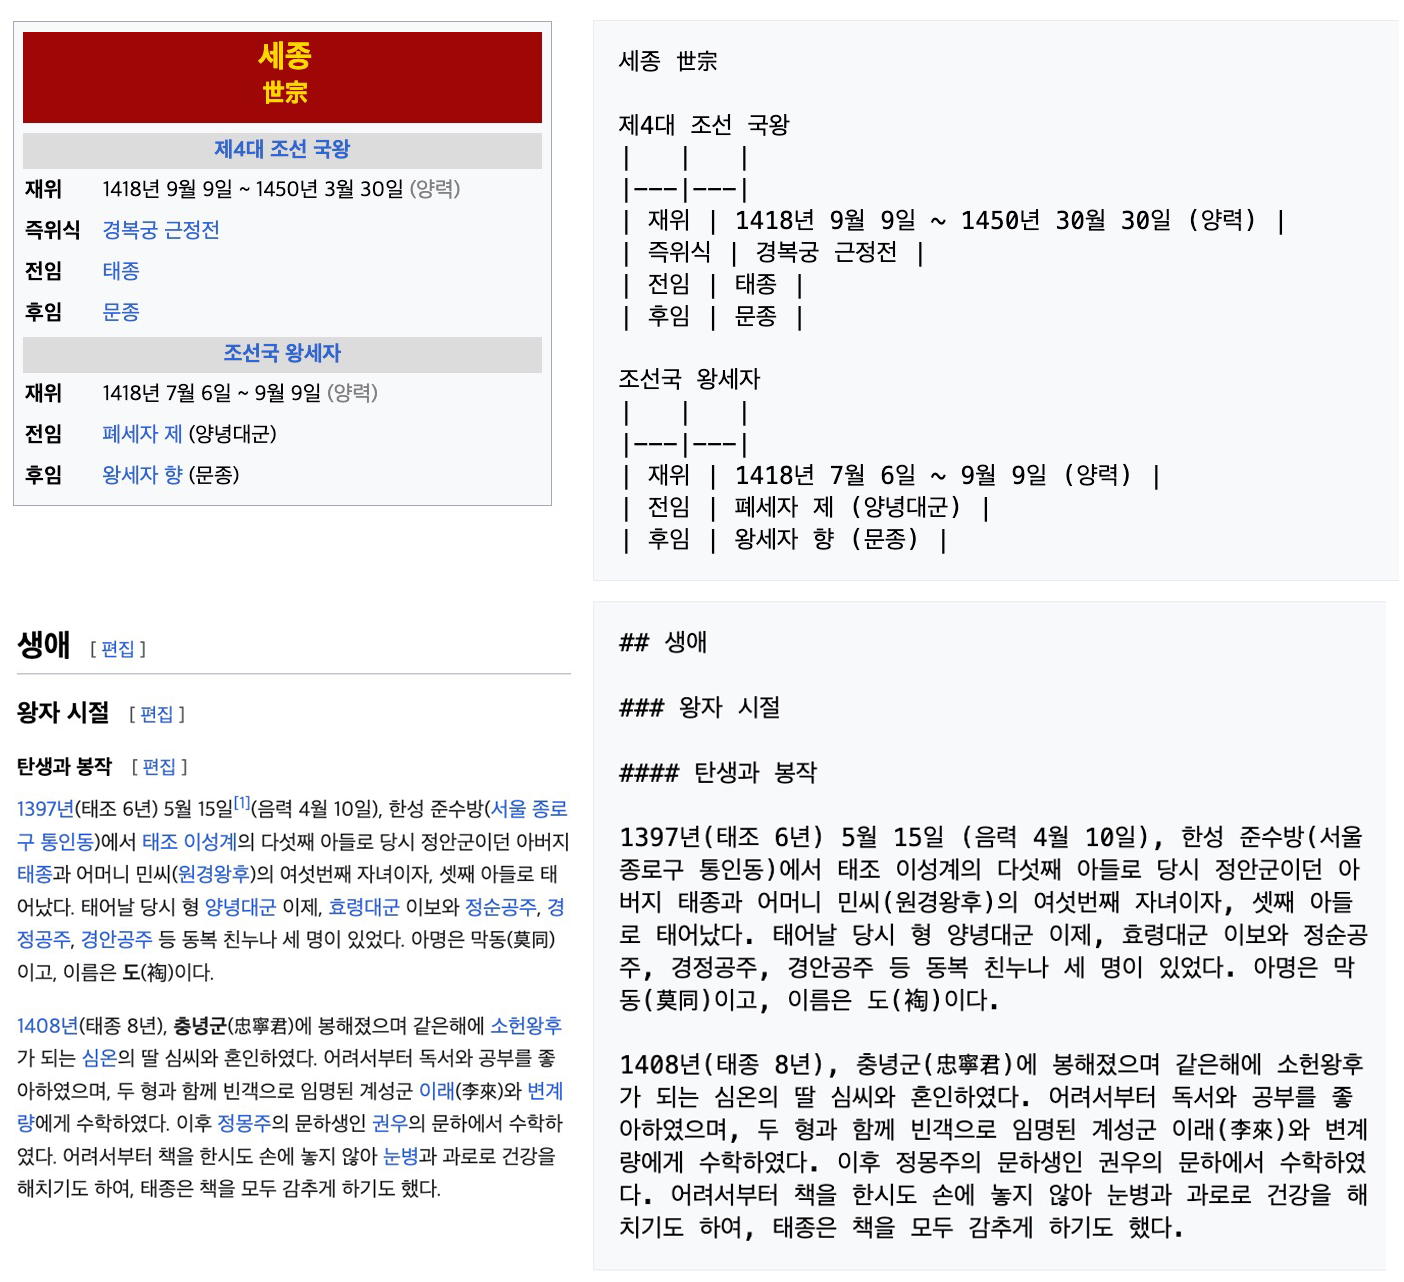 세종
世宗
제4대 조선 국왕
재위 1418년 9월 9일 ~ 1450년 3월 30일 (양력)
즉위식 경복궁 근정전
전임 태종
후임 문종
조선국 왕세자
재위 1418년 7월 6일 ~ 9월 9일 (양력)
전임 폐세자 제 (양녕대군)
후임 왕세자 향 (문종)
세종 世宗
제4대 조선 국왕
| | |
|---|---|
| 재위 | 1418년 9월 9일 ~ 1450년 30월 30일 (양력) |
| 즉위식 | 경복궁 근정전 |
| 전임 | 태종 |
| 후임 | 문종 |
조선국 왕세자
| | |
|---|---|
| 재위 | 1418년 7월 6일 ~ 9월 9일 (양력) |
| 전임 | 폐세자 제 (양녕대군) |
| 후임 | 왕세자 향 (문종) |
생애 [ 편집 ]
왕자 시절 [ 편집 ]
탄생과 봉작 [ 편집 ]
1397년(태조 6년) 5월 15일[1](음력 4월 10일), 한성 준수방(서울 종로
구 통인동)에서 태조 이성계의 다섯째 아들로 당시 정안군이던 아버지
태종과 어머니 민씨(원경왕후)의 여섯번째 자녀이자, 셋째 아들로 태
어났다. 태어날 당시 형 양녕대군 이제, 효령대군 이보와 정순공주, 경
정공주, 경안공주 등 동복 친누나 세 명이 있었다. 아명은 막동(莫同)
이고, 이름은 도(祹)이다.
1408년(태종 8년), 충녕군(忠寧君)에 봉해졌으며 같은해에 소헌왕후
가 되는 심온의 딸 심씨와 혼인하였다. 어려서부터 독서와 공부를 좋
아하였으며, 두 형과 함께 빈객으로 임명된 계성군 이래(李來)와 변계
량에게 수학하였다. 이후 정몽주의 문하생인 권우의 문하에서 수학하
였다. 어려서부터 책을 한시도 손에 놓지 않아 눈병과 과로로 건강을
해치기도 하여, 태종은 책을 모두 감추게 하기도 했다.
## 생애
### 왕자 시절
#### 탄생과 봉작
1397년(태조 6년) 5월 15일 (음력 4월 10일), 한성 준수방(서울
종로구 통인동)에서 태조 이성계의 다섯째 아들로 당시 정안군이던 아
버지 태종과 어머니 민씨(원경왕후)의 여섯번째 자녀이자, 셋째 아들
로 태어났다. 태어날 당시 형 양녕대군 이제, 효령대군 이보와 정순공
주, 경정공주, 경안공주 등 동복 친누나 세 명이 있었다. 아명은 막
동(莫同)이고, 이름은 도(祹)이다.
1408년(태종 8년), 충녕군(忠寧君)에 봉해졌으며 같은해에 소헌왕후
가 되는 심온의 딸 심씨와 혼인하였다. 어려서부터 독서와 공부를 좋
아하였으며, 두 형과 함께 빈객으로 임명된 계성군 이래(李來)와 변계
량에게 수학하였다. 이후 정몽주의 문하생인 권우의 문하에서 수학하였
다. 어려서부터 책을 한시도 손에 놓지 않아 눈병과 과로로 건강을 해
치기도 하여, 태종은 책을 모두 감추게 하기도 했다.